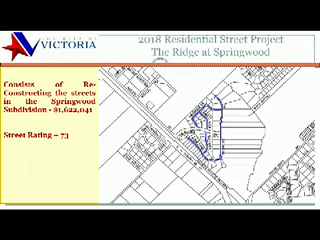 VICTORIA
2018 Residential Street Project
The Ridge at Springwood
Consists of Re-
Constructing the streets
in the Springwood
Subdivision - $1,622,041
Street Rating – 73